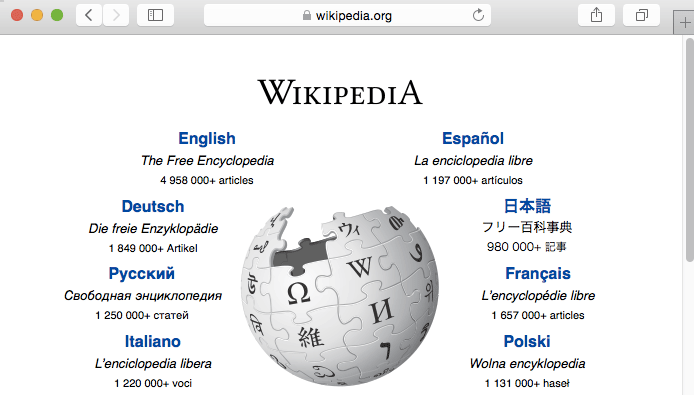 wikipedia.org
WIKIPEDIA
English
The Free Encyclopedia
4 958 000+ articles
Español
La enciclopedia libre
1 197 000+ artículos
Deutsch
Die freie Enzyklopädie
1 849 000+ Artikel
日本語
フリー百科事典
980 000+ 記事
Русский
Свободная энциклопедия
1 250 000+ статей
Français
L'encyclopédie libre
1 657 000+ articles
Italiano
L'enciclopedia libera
1 220 000+ voci
Polski
Wolna encyklopedia
1 131 000+ haseł
ウィ
Ω
W
維
И